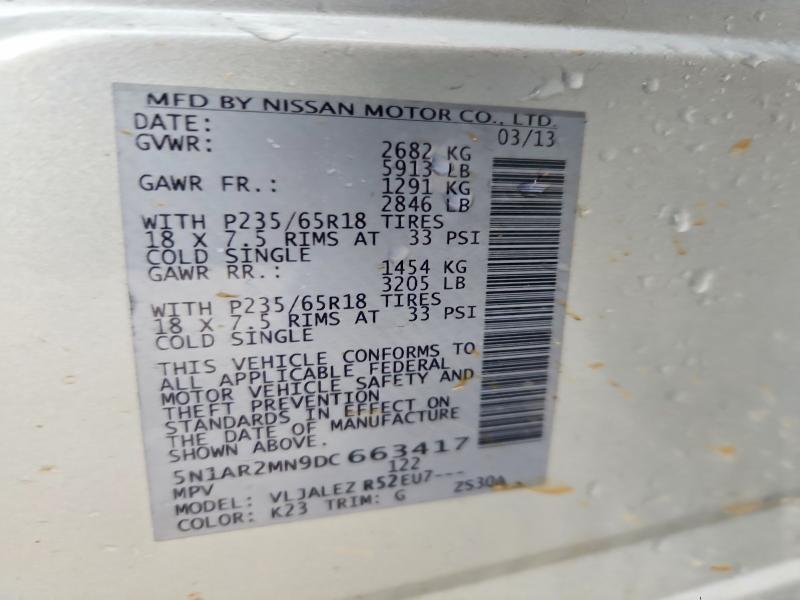 MFD BY NISSAN MOTOR CO., LTD.
DATE: 03/13
GVWR: 2682 KG
5913 LB
GAWR FR.: 1291 KG
2846 LB
WITH P235/65R18 TIRES
18 X 7.5 RIMS AT 33 PSI
COLD SINGLE
GAWR RR.: 1454 KG
3205 LB
WITH P235/65R18 TIRES
18 X 7.5 RIMS AT 33 PSI
COLD SINGLE
THIS VEHICLE CONFORMS TO
ALL APPLICABLE FEDERAL
MOTOR VEHICLE SAFETY AND
THEFT PREVENTION
STANDARDS IN EFFECT ON
THE DATE OF MANUFACTURE
SHOWN ABOVE.
5N1AR2MN9DC 663417
MPV 122
MODEL: VLJALEZ R52EU7---
COLOR: K23 TRIM: G ZS30A